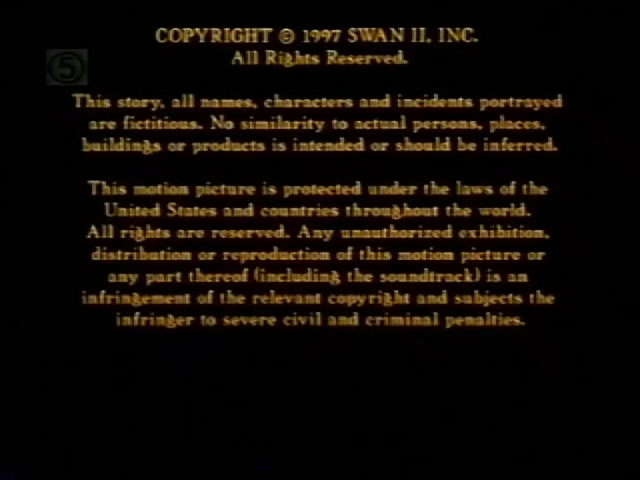 COPYRIGHT © 1997 SWAN II, INC.
All Rights Reserved.
5
This story, all names, characters and incidents portrayed
are fictitious. No similarity to actual persons, places,
buildings or products is intended or should be inferred.
This motion picture is protected under the laws of the
United States and countries throughout the world.
All rights are reserved. Any unauthorized exhibition,
distribution or reproduction of this motion picture or
any part thereof (including the soundtrack) is an
infringement of the relevant copyright and subjects the
infringer to severe civil and criminal penalties.